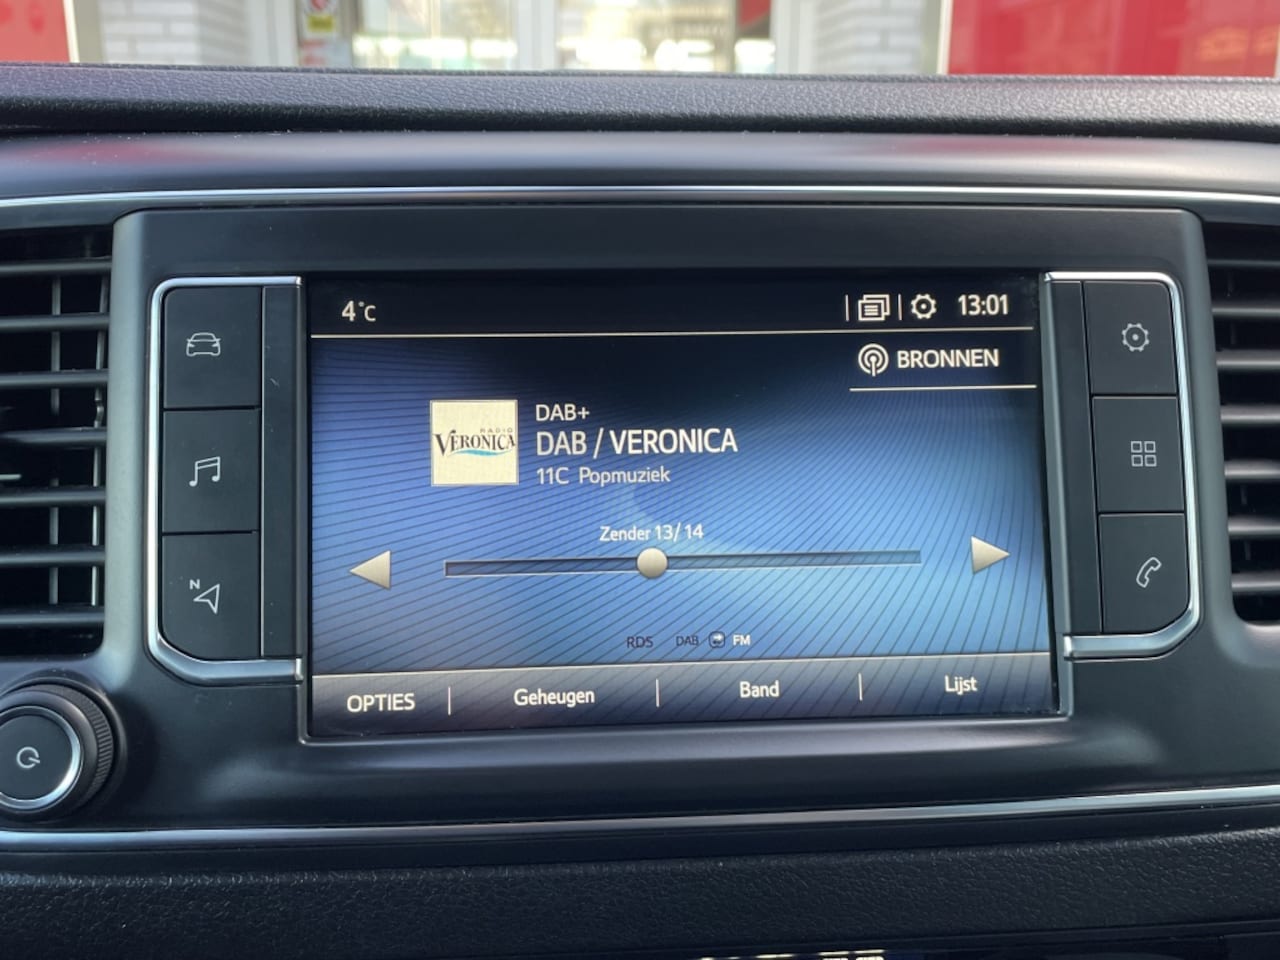 4°C 13:01
BRONNEN
RADIO
VERONICA
DAB+
DAB / VERONICA
11C Popmuziek
Zender 13/14
RDS DAB FM
OPTIES Geheugen Band Lijst
N